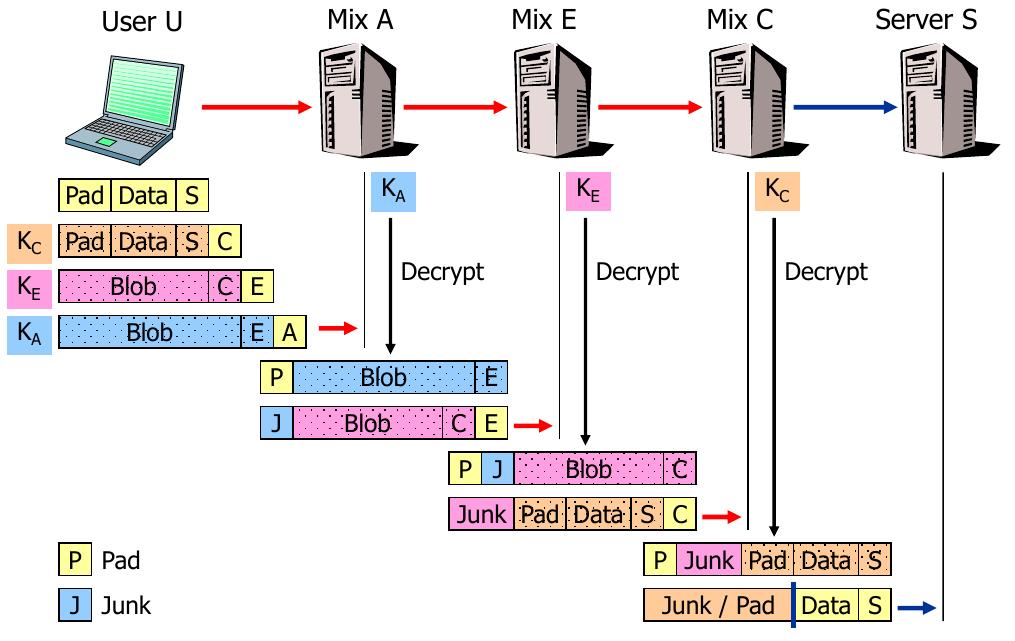 User U Mix A Mix E Mix C Server S
Pad Data S K_A K_E K_C
K_C Pad Data S C
Decrypt Decrypt Decrypt
K_E Blob C E
K_A Blob E A
P Blob E
J Blob C E
P J Blob C
Junk Pad Data S C
P Pad P Junk Pad Data S
J Junk Junk / Pad Data S